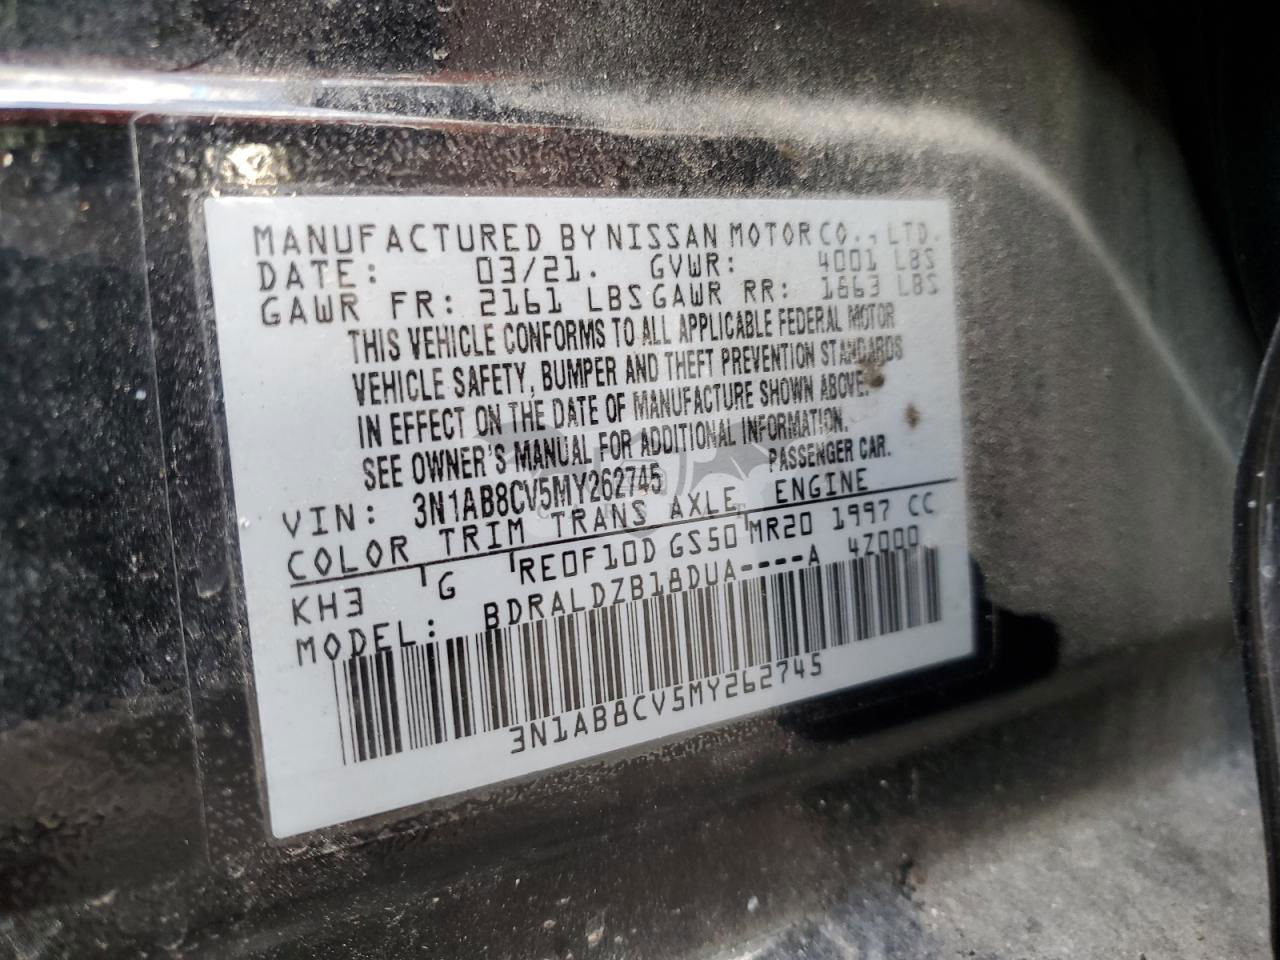 MANUFACTURED BY NISSAN MOTOR CO., LTD.
DATE: 03/21. GVWR: 4001 LBS
GAWR FR: 2161 LBS GAWR RR: 1863 LBS
THIS VEHICLE CONFORMS TO ALL APPLICABLE FEDERAL MOTOR
VEHICLE SAFETY, BUMPER AND THEFT PREVENTION STANDARDS
IN EFFECT ON THE DATE OF MANUFACTURE SHOWN ABOVE.
SEE OWNER'S MANUAL FOR ADDITIONAL INFORMATION.
VIN: 3N1AB8CV5MY262745 PASSENGER CAR.
COLOR TRIM TRANS AXLE ENGINE
KH3 G RE0F10D GS50 MR20 1997 CC
MODEL: BDRALDZB18DUA----A 4Z000
3N1AB8CV5MY262745